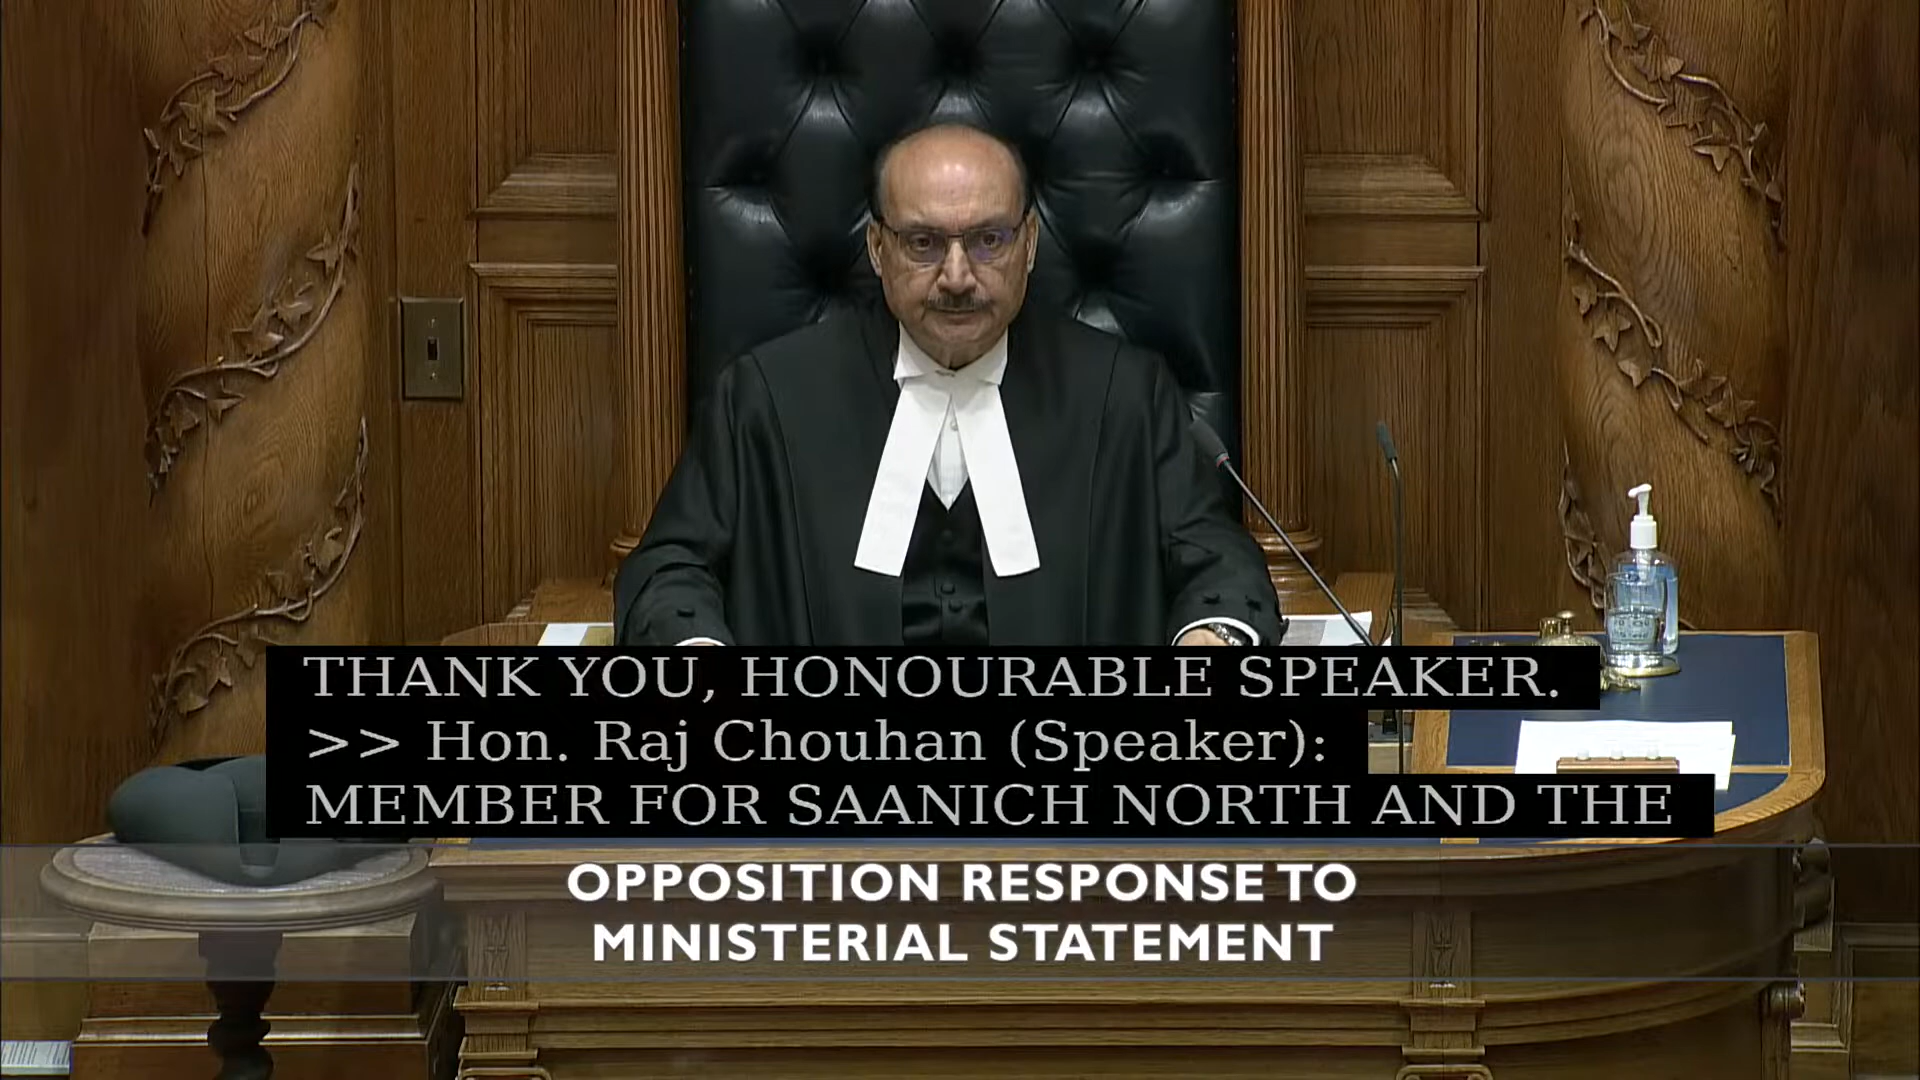 THANK YOU, HONOURABLE SPEAKER.
>> Hon. Raj Chouhan (Speaker):
MEMBER FOR SAANICH NORTH AND THE
OPPOSITION RESPONSE TO
MINISTERIAL STATEMENT